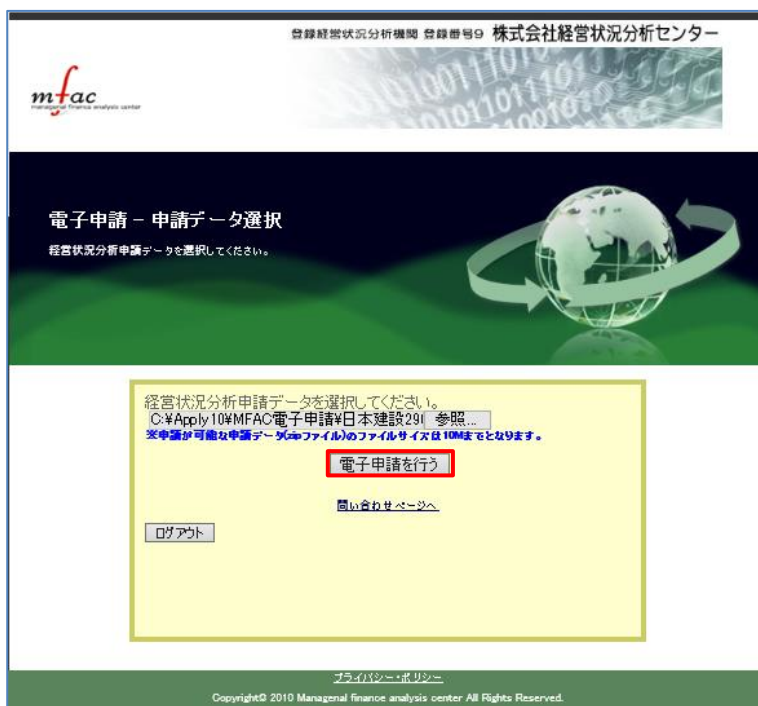 登録経営状況分析機関 登録番号9 株式会社経営状況分析センター
mfac
managenal finance analysis center
電子申請 − 申請データ選択
経営状況分析申請データを選択してください。
経営状況分析申請データを選択してください。
C:¥Apply10¥MFAC電子申請¥日本建設29 参照...
※申請が可能な申請データ(zipファイル)のファイルサイズは10Mまでとなります。
電子申請を行う
問い合わせページへ
ログアウト
プライバシー・ポリシー
Copyright© 2010 Managenal finance analysis center All Rights Reserved.